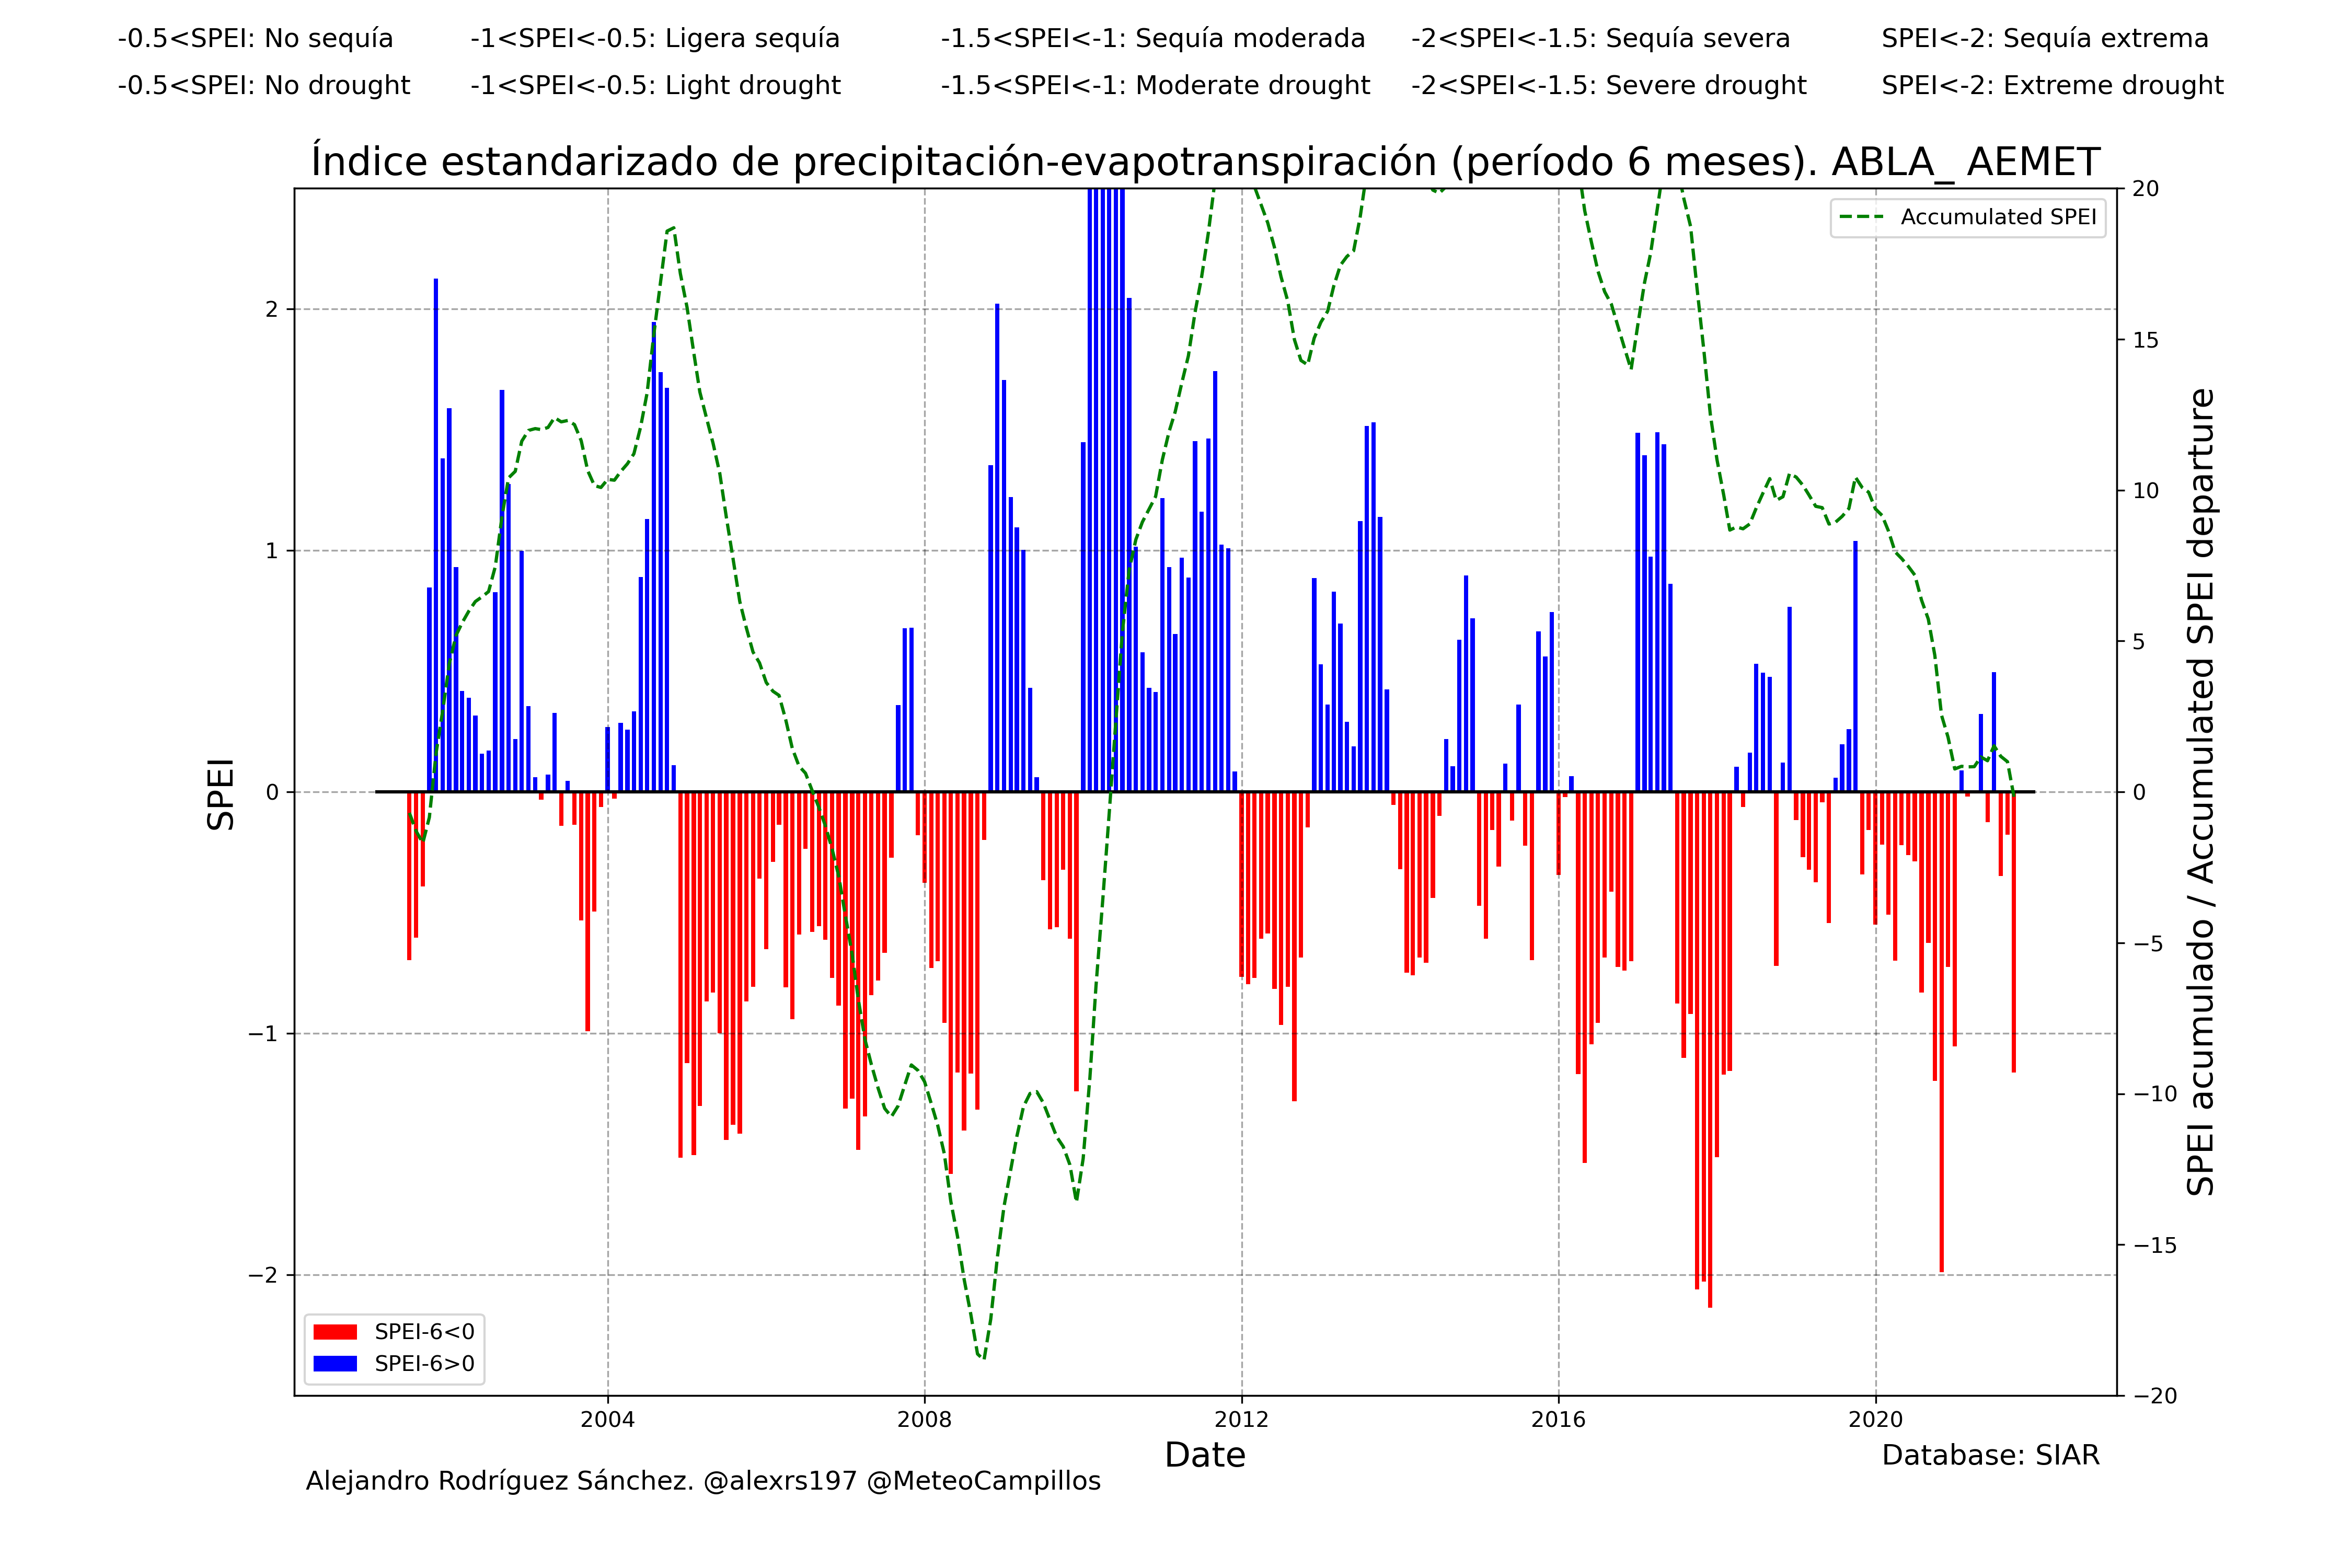 -0.5<SPEI: No sequía -1<SPEI<-0.5: Ligera sequía -1.5<SPEI<-1: Sequía moderada -2<SPEI<-1.5: Sequía severa SPEI<-2: Sequía extrema
-0.5<SPEI: No drought -1<SPEI<-0.5: Light drought -1.5<SPEI<-1: Moderate drought -2<SPEI<-1.5: Severe drought SPEI<-2: Extreme drought
Índice estandarizado de precipitación-evapotranspiración (período 6 meses). ABLA_ AEMET
Accumulated SPEI
SPEI
2
1
0
−1
−2
20
15
10
5
0
−5
−10
−15
−20
SPEI acumulado / Accumulated SPEI departure
SPEI-6<0
SPEI-6>0
2004 2008 2012 2016 2020
Date
Database: SIAR
Alejandro Rodríguez Sánchez. @alexrs197 @MeteoCampillos